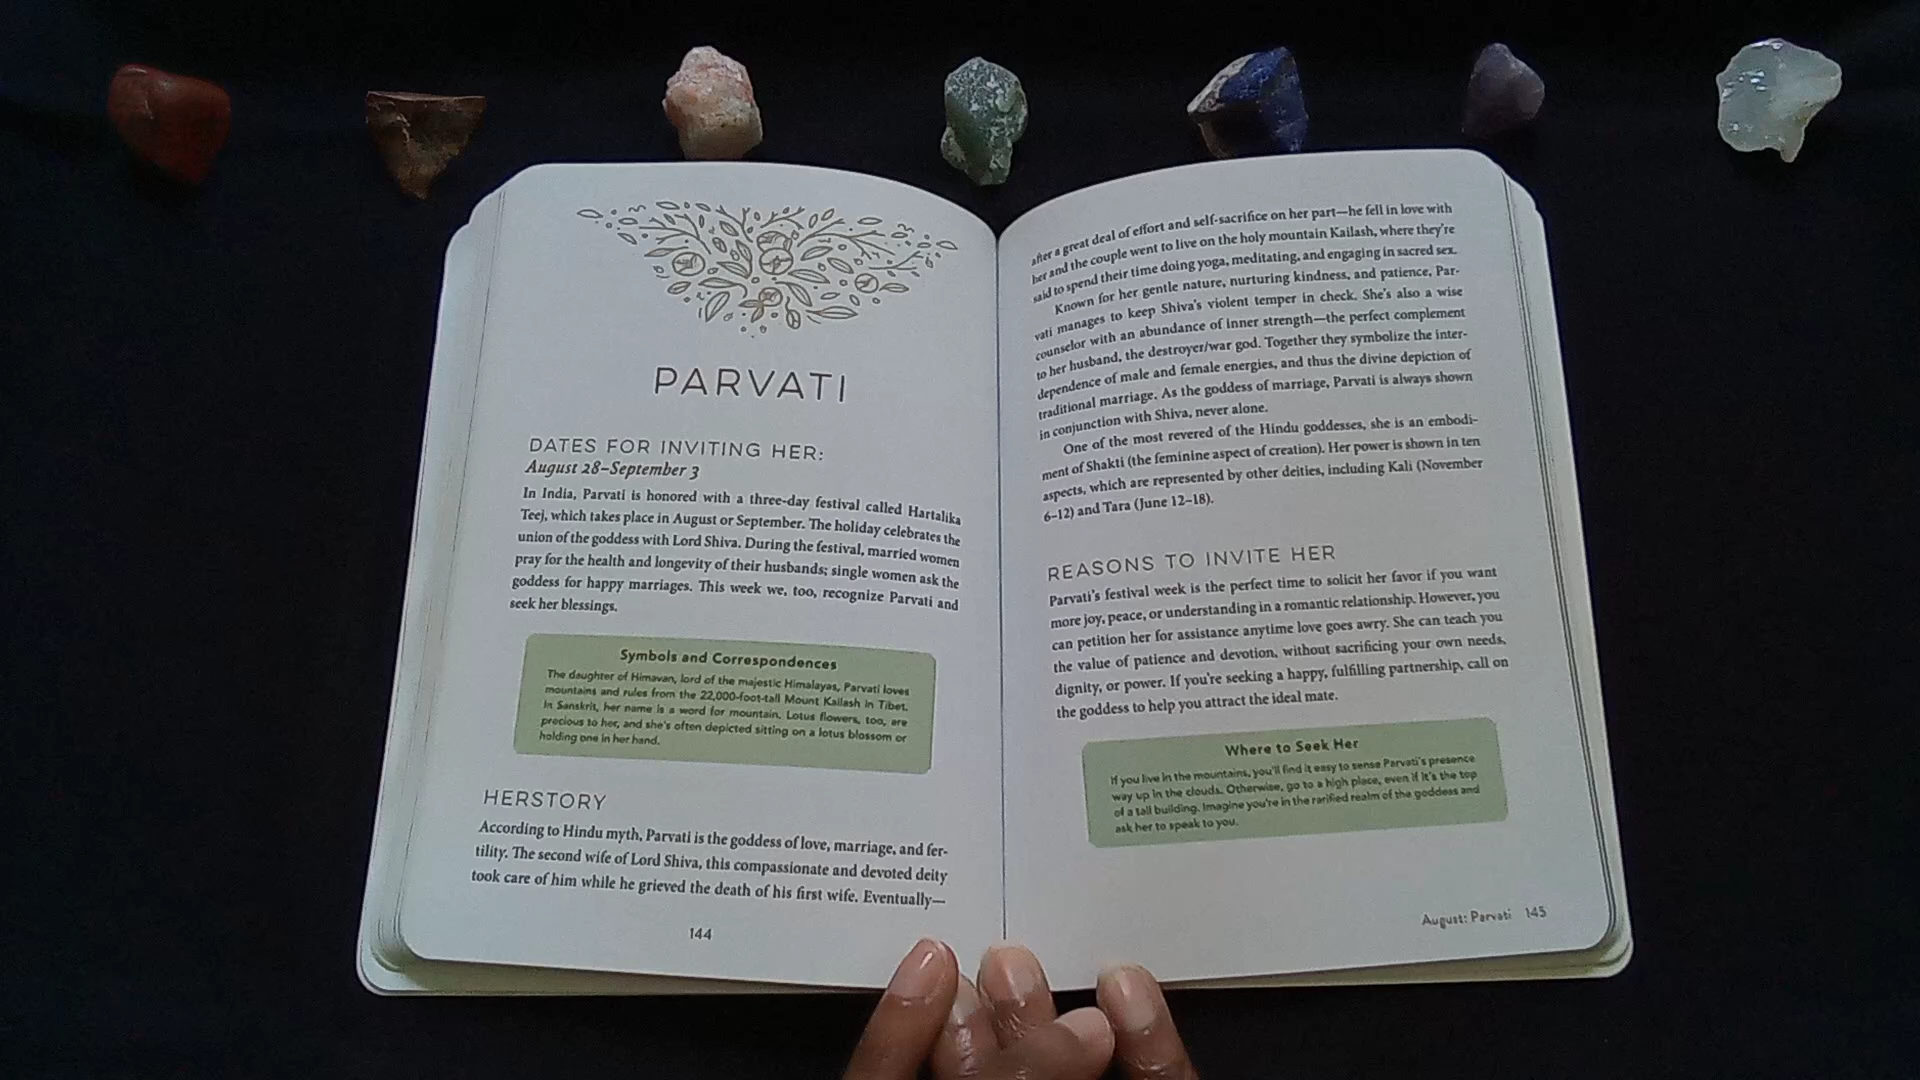 PARVATI
DATES FOR INVITING HER:
August 28–September 3
In India, Parvati is honored with a three-day festival called Hartalika
Teej, which takes place in August or September. The holiday celebrates the
union of the goddess with Lord Shiva. During the festival, married women
pray for the health and longevity of their husbands; single women ask the
goddess for happy marriages. This week we, too, recognize Parvati and
seek her blessings.
Symbols and Correspondences
The daughter of Himavan, lord of the majestic Himalayas, Parvati loves
mountains and rules from the 22,000-foot-tall Mount Kailash in Tibet.
In Sanskrit, her name is a word for mountain. Lotus flowers, too, are
precious to her, and she's often depicted sitting on a lotus blossom or
holding one in her hand.
HERSTORY
According to Hindu myth, Parvati is the goddess of love, marriage, and fer-
tility. The second wife of Lord Shiva, this compassionate and devoted deity
took care of him while he grieved the death of his first wife. Eventually—
144
after a great deal of effort and self-sacrifice on her part—he fell in love with
her and the couple went to live on the holy mountain Kailash, where they're
said to spend their time doing yoga, meditating, and engaging in sacred sex.
Known for her gentle nature, nurturing kindness, and patience, Par-
vati manages to keep Shiva's violent temper in check. She's also a wise
counselor with an abundance of inner strength—the perfect complement
to her husband, the destroyer/war god. Together they symbolize the inter-
dependence of male and female energies, and thus the divine depiction of
traditional marriage. As the goddess of marriage, Parvati is always shown
in conjunction with Shiva, never alone.
One of the most revered of the Hindu goddesses, she is an embodi-
ment of Shakti (the feminine aspect of creation). Her power is shown in ten
aspects, which are represented by other deities, including Kali (November
6–12) and Tara (June 12–18).
REASONS TO INVITE HER
Parvati's festival week is the perfect time to solicit her favor if you want
more joy, peace, or understanding in a romantic relationship. However, you
can petition her for assistance anytime love goes awry. She can teach you
the value of patience and devotion, without sacrificing your own needs,
dignity, or power. If you're seeking a happy, fulfilling partnership, call on
the goddess to help you attract the ideal mate.
Where to Seek Her
If you live in the mountains, you'll find it easy to sense Parvati's presence
way up in the clouds. Otherwise, go to a high place, even if it's the top
of a tall building. Imagine you're in the rarified realm of the goddess and
ask her to speak to you.
August: Parvati 145